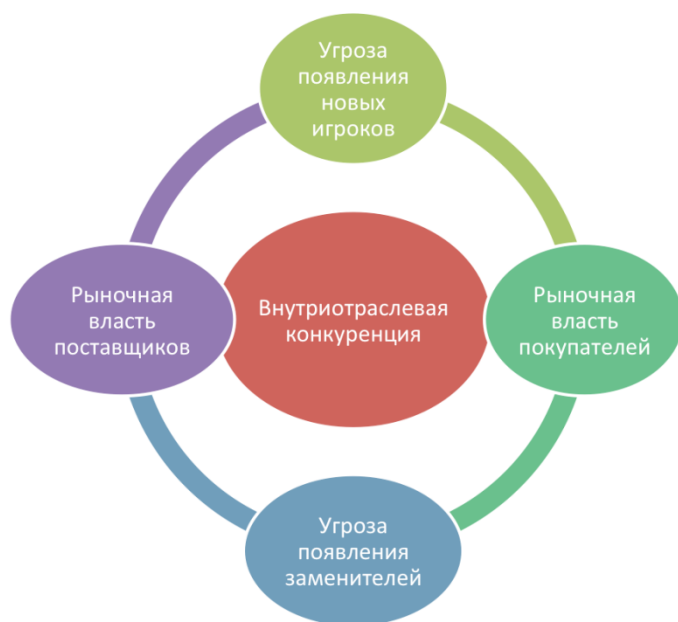 Угроза
появления
новых
игроков
Рыночная
власть
поставщиков
Внутриотраслевая
конкуренция
Рыночная
власть
покупателей
Угроза
появления
заменителей